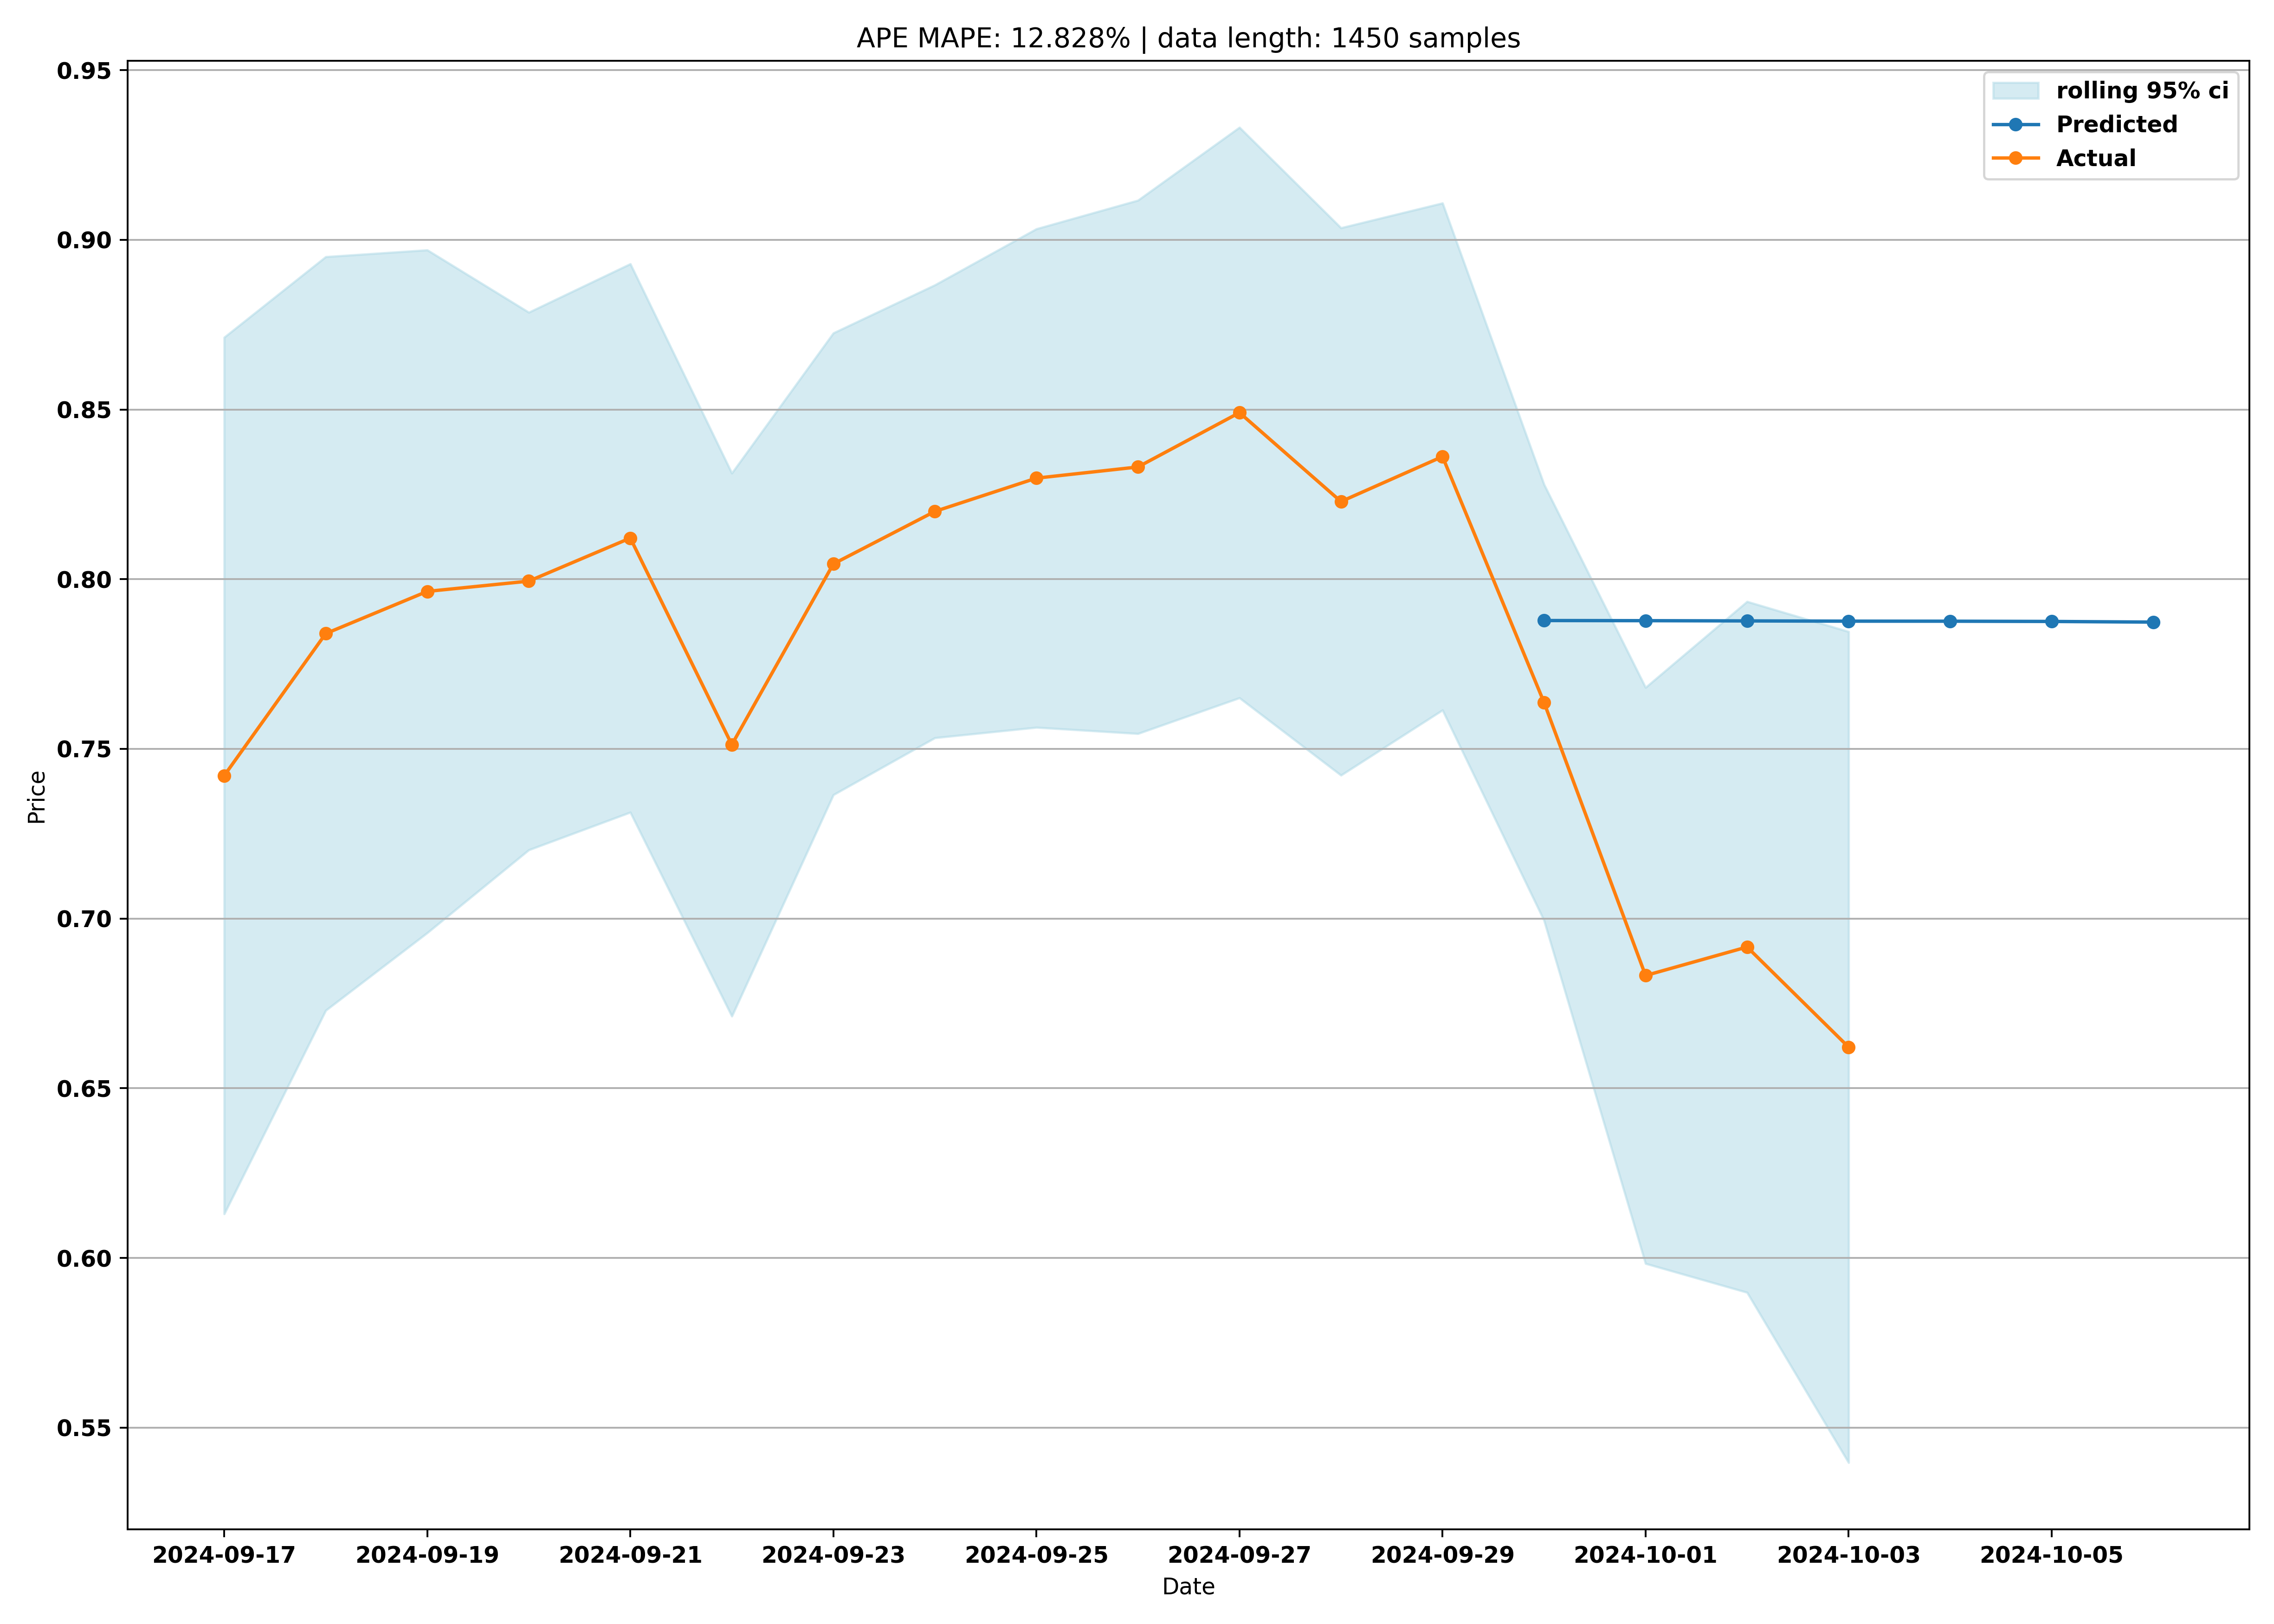 APE MAPE: 12.828% | data length: 1450 samples
rolling 95% ci
Predicted
Actual
Price
0.95
0.90
0.85
0.80
0.75
0.70
0.65
0.60
0.55
2024-09-17 2024-09-19 2024-09-21 2024-09-23 2024-09-25 2024-09-27 2024-09-29 2024-10-01 2024-10-03 2024-10-05
Date